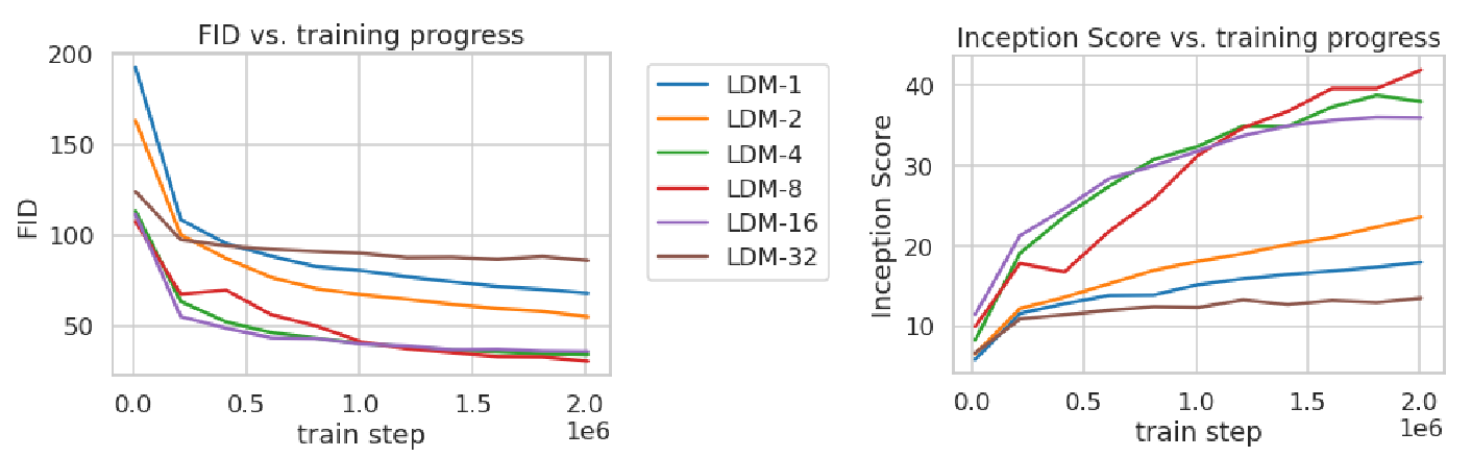 FID vs. training progress
200
150
100
50
FID
0.0 0.5 1.0 1.5 2.0
1e6
train step
LDM-1
LDM-2
LDM-4
LDM-8
LDM-16
LDM-32
Inception Score vs. training progress
40
30
20
10
Inception Score
0.0 0.5 1.0 1.5 2.0
1e6
train step